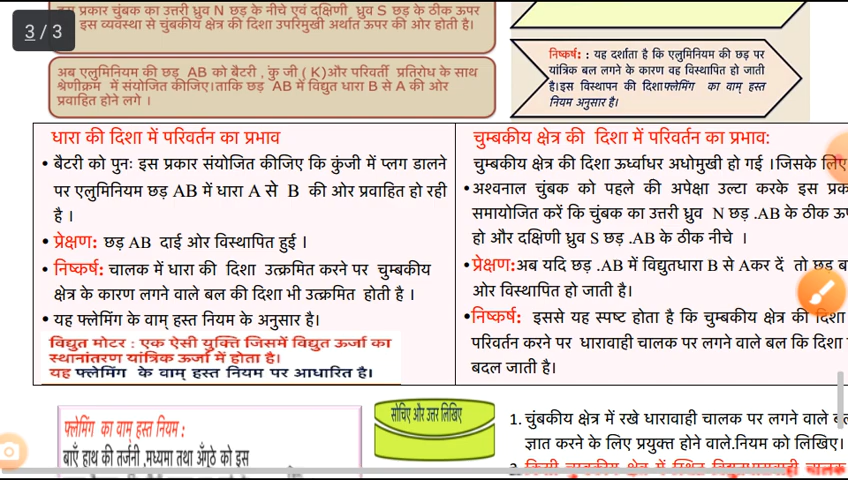 इस प्रकार चुंबक का उत्तरी ध्रुव N छड़ के नीचे एवं दक्षिणी ध्रुव S छड़ के ठीक ऊपर
इस व्यवस्था से चुंबकीय क्षेत्र की दिशा उपरिमुखी अर्थात ऊपर की ओर होती है।
3 / 3
अब एलुमिनियम की छड़ AB को बैटरी , कुंजी ( K)और परिवर्ती प्रतिरोध के साथ
श्रेणीक्रम में संयोजित कीजिए।ताकि छड़ AB में विद्युत धारा B से A की ओर
प्रवाहित होने लगे ।
निष्कर्ष: : यह दर्शाता है कि एलुमिनियम की छड़ पर
यांत्रिक बल लगने के कारण वह विस्थापित हो जाती
है।इस विस्थापन की दिशाफ्लेमिंग का वाम् हस्त
नियम अनुसार है।
धारा की दिशा में परिवर्तन का प्रभाव
• बैटरी को पुनः इस प्रकार संयोजित कीजिए कि कुंजी में प्लग डालने
पर एलुमिनियम छड़ AB में धारा A से B की ओर प्रवाहित हो रही
है ।
• प्रेक्षण: छड़ AB दाई ओर विस्थापित हुई ।
• निष्कर्ष: चालक में धारा की दिशा उत्क्रमित करने पर चुम्बकीय
क्षेत्र के कारण लगने वाले बल की दिशा भी उत्क्रमित होती है ।
• यह फ्लेमिंग के वाम् हस्त नियम के अनुसार है।
विद्युत मोटर : एक ऐसी युक्ति जिसमें विद्युत ऊर्जा का
स्थानांतरण यांत्रिक ऊर्जा में होता है।
यह फ्लेमिंग के वाम् हस्त नियम पर आधारित है।
चुम्बकीय क्षेत्र की दिशा में परिवर्तन का प्रभाव:
चुम्बकीय क्षेत्र की दिशा ऊर्ध्वाधर अधोमुखी हो गई ।जिसके लिए
• अश्वनाल चुंबक को पहले की अपेक्षा उल्टा करके इस
समायोजित करें कि चुंबक का उत्तरी ध्रुव N छड़ .AB के ठीक
हो और दक्षिणी ध्रुव S छड़ .AB के ठीक नीचे ।
• प्रेक्षण:अब यदि छड़ .AB में विद्युतधारा B से Aकर दें तो छड़
ओर विस्थापित हो जाती है।
• निष्कर्ष: इससे यह स्पष्ट होता है कि चुम्बकीय क्षेत्र की दिशा
परिवर्तन करने पर धारावाही चालक पर लगने वाले बल कि दिशा
बदल जाती है।
फ्लेमिंग का वाम् हस्त नियम :
बाएँ हाथ की तर्जनी ,मध्यमा तथा अँगूठे को इस
सोचिए और उत्तर लिखिए
1. चुंबकीय क्षेत्र में रखे धारावाही चालक पर लगने वाले
ज्ञात करने के लिए प्रयुक्त होने वाले.नियम को लिखिए।